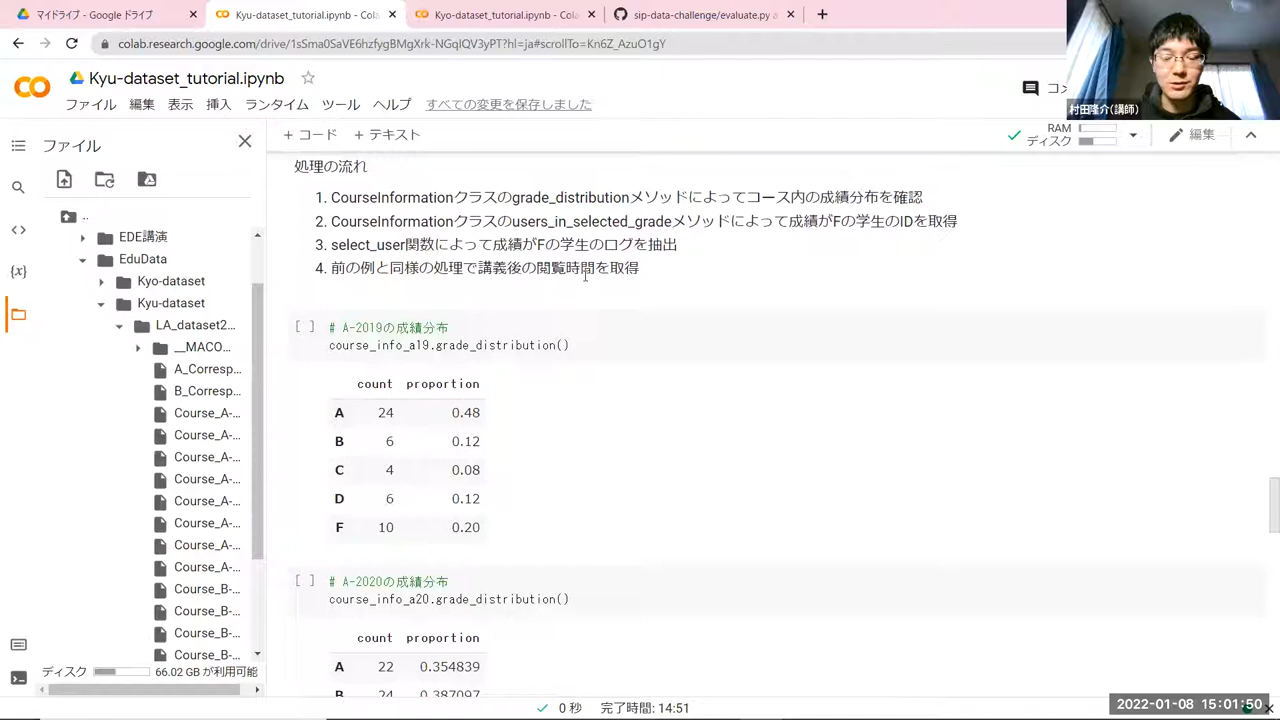 マイドライブ - Google ドライブ
Kyu-dataset_tutorial.ipynb - Cola
Kyo-dataset_tutorial.ipynb - Cola
sip-data-challenge/evaluate.py a
colab.research.google.com/drive/1sSma0SaVE6hzfygBMgXrk-NGqIQV3yPT?hl=ja#scrollTo=Kn6Z_AzuO1gY
村田隆介(講師)
Kyu-dataset_tutorial.ipynb
コメ
ファイル 編集 表示 挿入 ランタイム ツール ヘルプ すべての変更を保存しました
ファイル
+ コード + テキスト
RAM
ディスク
編集
処理の流れ
1. CourseInformationクラスのgrade_distributionメソッドによってコース内の成績分布を確認
2. CourseInformationクラスのusers_in_selected_gradeメソッドによって成績がFの学生のIDを取得
3. select_user関数によって成績がFの学生のログを抽出
4. 前の例と同様の処理で講義後の閲覧時間を取得
..
EDE講演
EduData
Kyo-dataset
Kyu-dataset
LA_dataset2...
__MACO...
A_Corresp...
B_Corresp...
Course_A-...
Course_A-...
Course_A-...
Course_A-...
Course_A-...
Course_A-...
Course_A-...
Course_A-...
Course_B-...
Course_B-...
Course_B-...
Course_B-...
ディスク 66.02 GB が利用可能
[ ] # A-2019の成績分布
course_info_a19.grade_distribution()
count proportion
A 24 0.48
B 6 0.12
C 4 0.08
D 6 0.12
F 10 0.20
[ ] # A-2020の成績分布
course_info_a20.grade_distribution()
count proportion
A 22 0.354839
B 24 0.387097
0 秒 完了時間: 14:51
2022-01-08 15:01:50